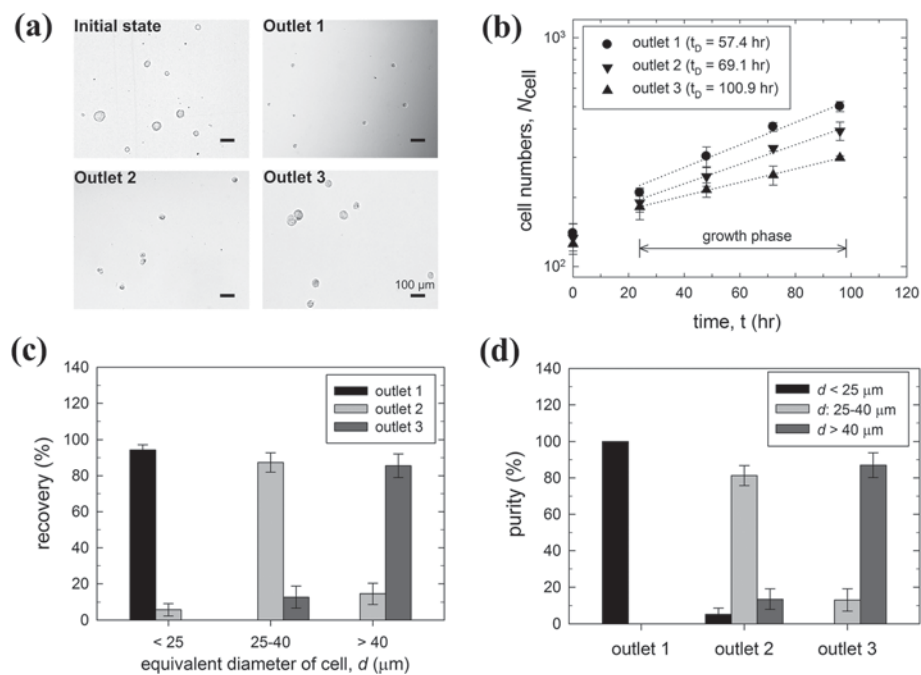 (a)
Initial state
Outlet 1
Outlet 2
Outlet 3
100 μm
(b)
cell numbers, Ncell
10³
10²
outlet 1 (tD = 57.4 hr)
outlet 2 (tD = 69.1 hr)
outlet 3 (tD = 100.9 hr)
growth phase
0 20 40 60 80 100 120
time, t (hr)
(c)
recovery (%)
140
120
100
80
60
40
20
0
outlet 1
outlet 2
outlet 3
< 25 25-40 > 40
equivalent diameter of cell, d (μm)
(d)
purity (%)
140
120
100
80
60
40
20
0
d < 25 μm
d: 25-40 μm
d > 40 μm
outlet 1 outlet 2 outlet 3